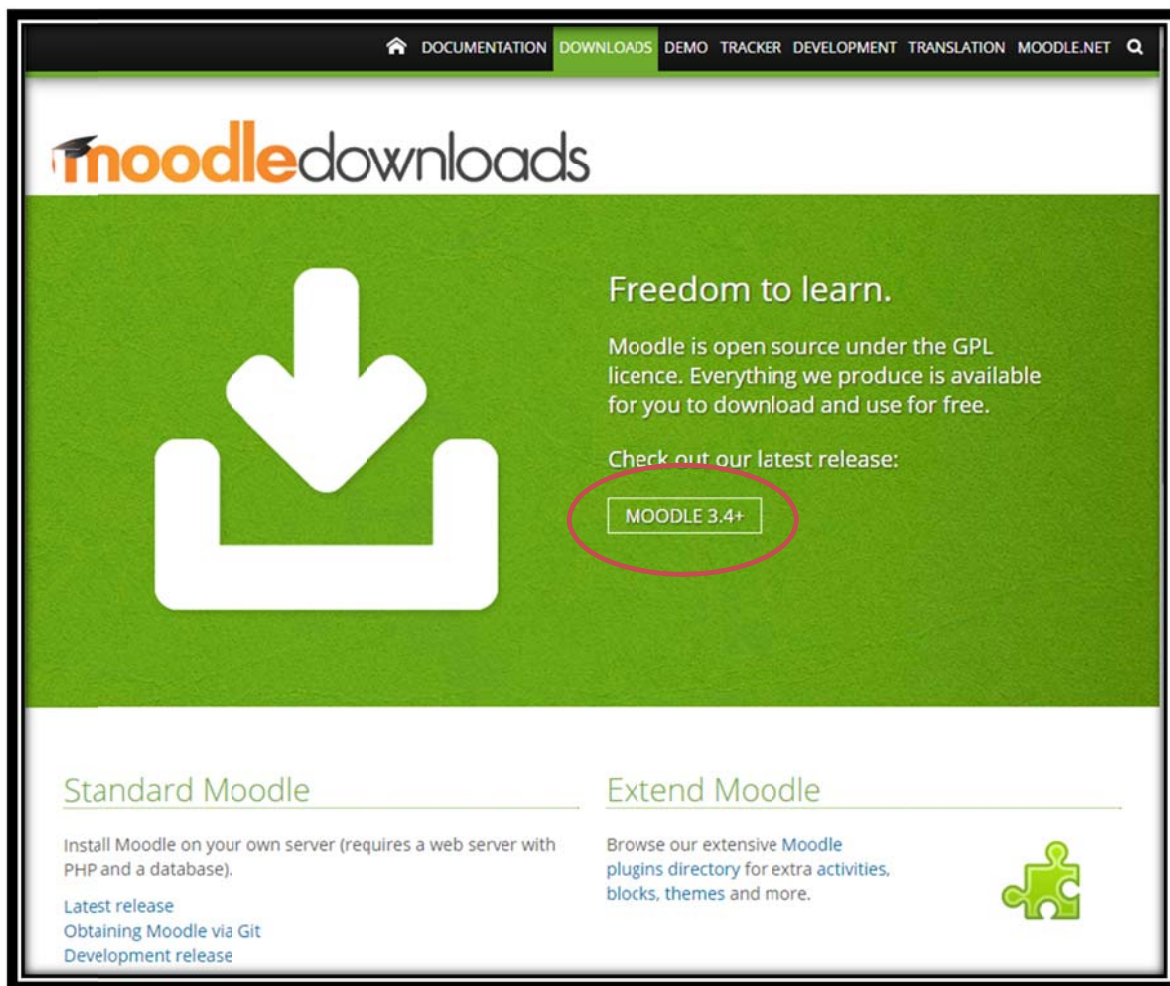 DOCUMENTATION DOWNLOADS DEMO TRACKER DEVELOPMENT TRANSLATION MOODLE.NET
moodledownloads
Freedom to learn.
Moodle is open source under the GPL
licence. Everything we produce is available
for you to download and use for free.
Check out our latest release:
MOODLE 3.4+
Standard Moodle
Install Moodle on your own server (requires a web server with
PHP and a database).
Latest release
Obtaining Moodle via Git
Development release
Extend Moodle
Browse our extensive Moodle
plugins directory for extra activities,
blocks, themes and more.